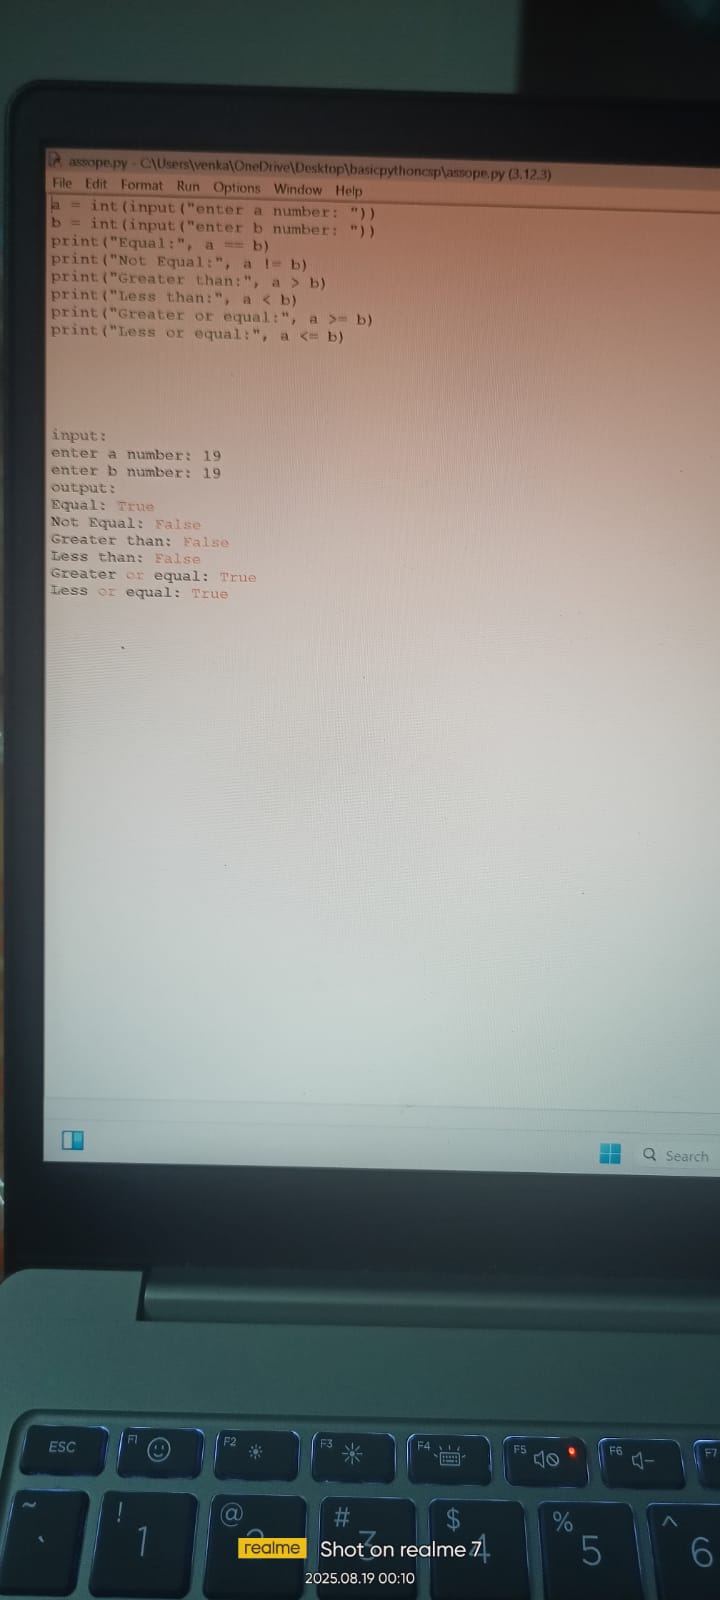 assope.py - C:\Users\venka\OneDrive\Desktop\basicpythoncsp\assope.py (3.12.3)
File Edit Format Run Options Window Help
a = int(input("enter a number: "))
b = int(input("enter b number: "))
print("Equal:", a == b)
print("Not Equal:", a != b)
print("Greater than:", a > b)
print("Less than:", a < b)
print("Greater or equal:", a >= b)
print("Less or equal:", a <= b)
input:
enter a number: 19
enter b number: 19
output:
Equal: True
Not Equal: False
Greater than: False
Less than: False
Greater or equal: True
Less or equal: True
Search
ESC F1 F2 F3 F4 F5 F6 F7
~ ! @ # $ % ^
` 1 3 4 5 6
realme Shot on realme 7
2025.08.19 00:10